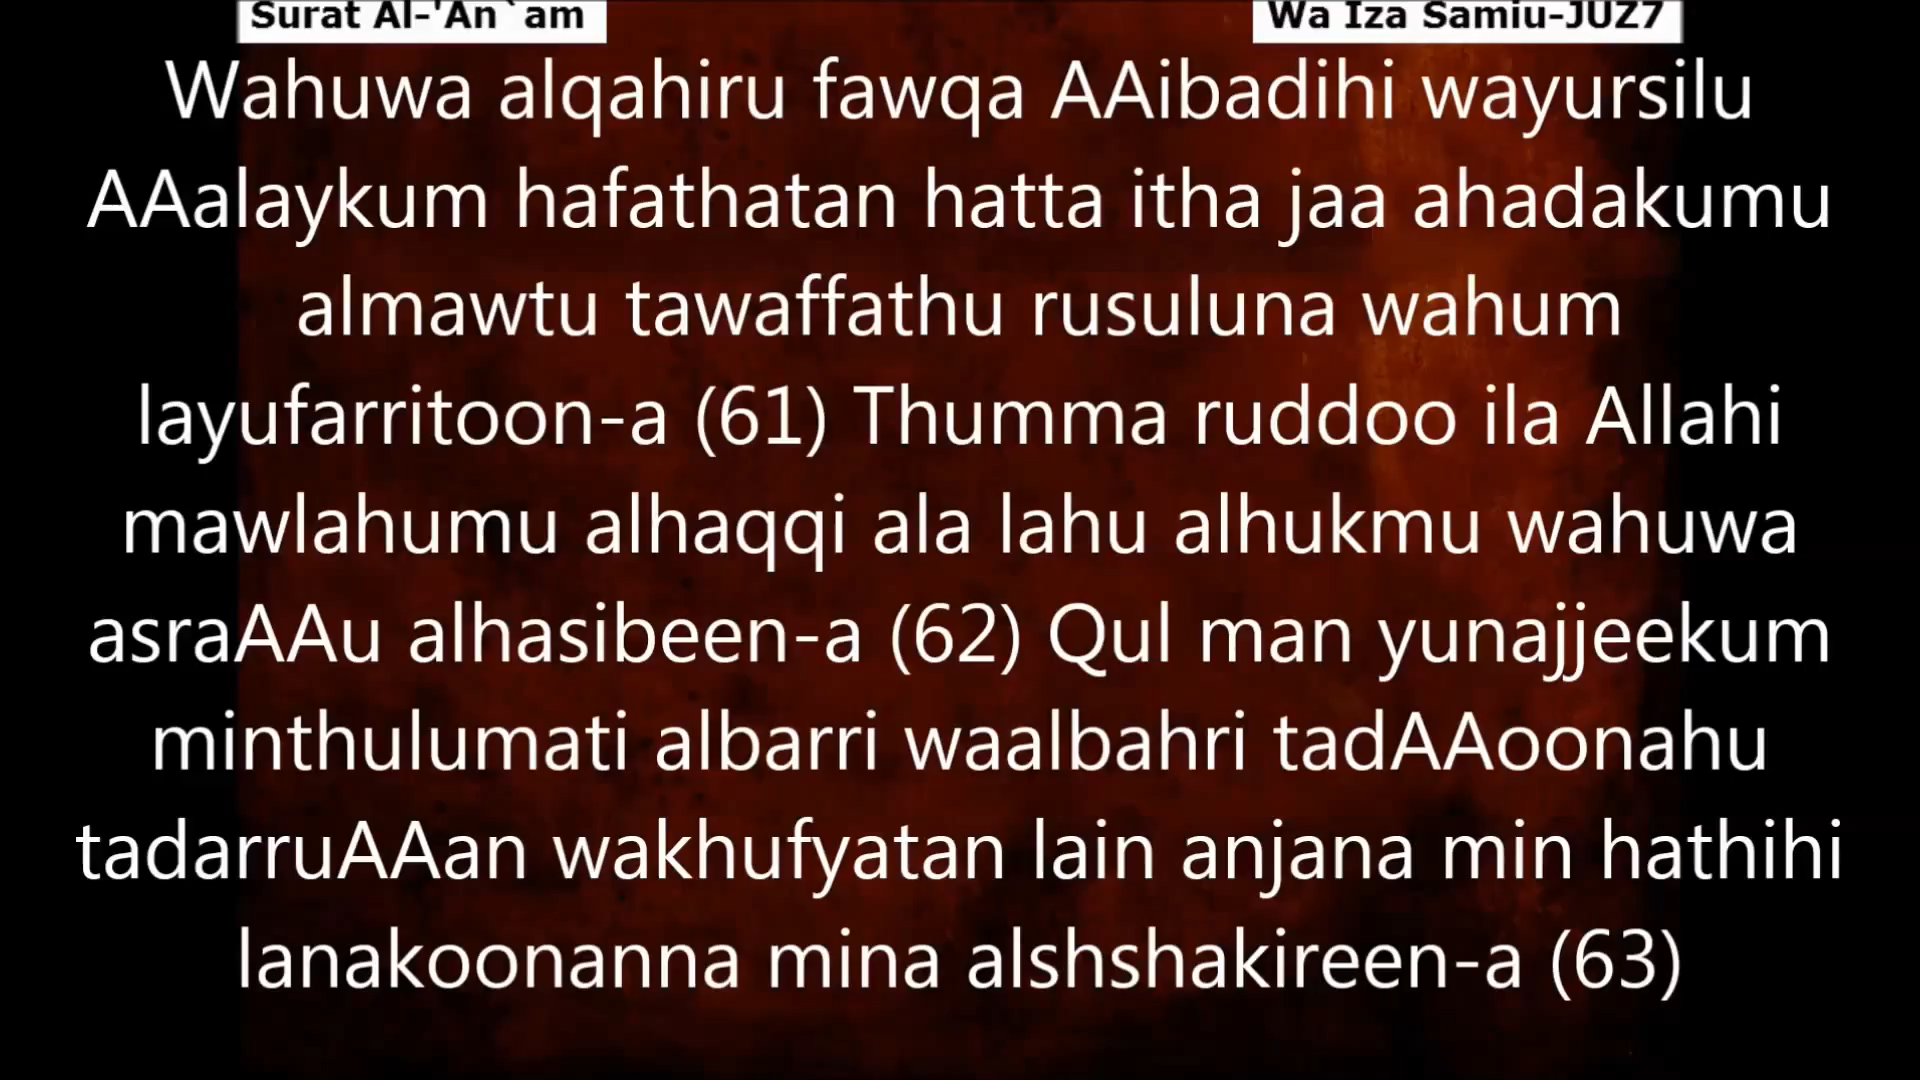 Surat Al-'An`am
Wa Iza Samiu-JUZ7
Wahuwa alqahiru fawqa AAibadihi wayursilu
AAalaykum hafathatan hatta itha jaa ahadakumu
almawtu tawaffathu rusuluna wahum
layufarritoon-a (61) Thumma ruddoo ila Allahi
mawlahumu alhaqqi ala lahu alhukmu wahuwa
asraAAu alhasibeen-a (62) Qul man yunajjeekum
minthulumati albarri waalbahri tadAAoonahu
tadarruAAan wakhufyatan lain anjana min hathihi
lanakoonanna mina alshshakireen-a (63)